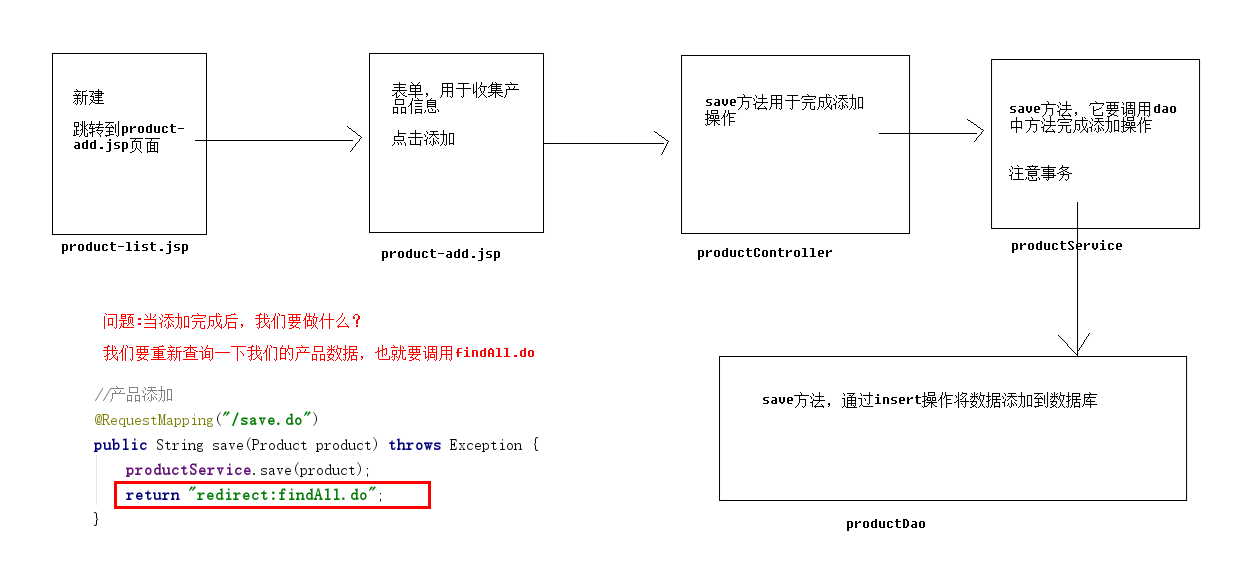 新建
跳转到product-
add.jsp页面
product-list.jsp
表单，用于收集产
品信息
点击添加
product-add.jsp
save方法用于完成添加
操作
productController
save方法，它要调用dao
中方法完成添加操作
注意事务
productService
save方法，通过insert操作将数据添加到数据库
productDao
问题:当添加完成后，我们要做什么？
我们要重新查询一下我们的产品数据，也就要调用findAll.do
//产品添加
@RequestMapping("/save.do")
public String save(Product product) throws Exception {
productService.save(product);
return "redirect:findAll.do";
}